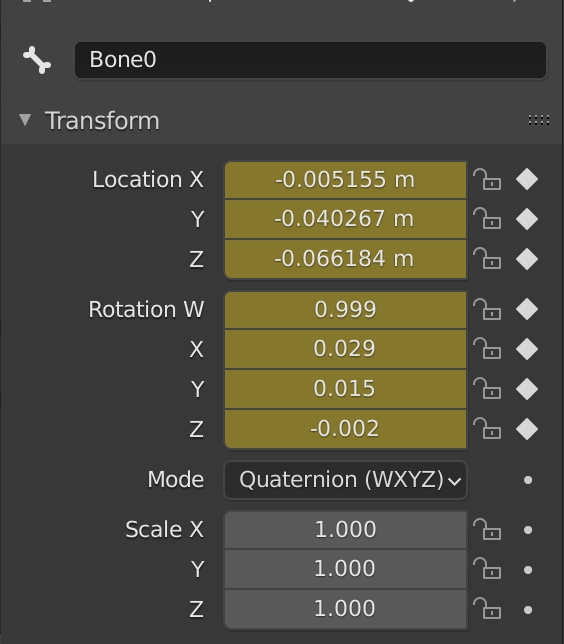 Bone0
Transform
Location X -0.005155 m
Y -0.040267 m
Z -0.066184 m
Rotation W 0.999
X 0.029
Y 0.015
Z -0.002
Mode Quaternion (WXYZ)
Scale X 1.000
Y 1.000
Z 1.000